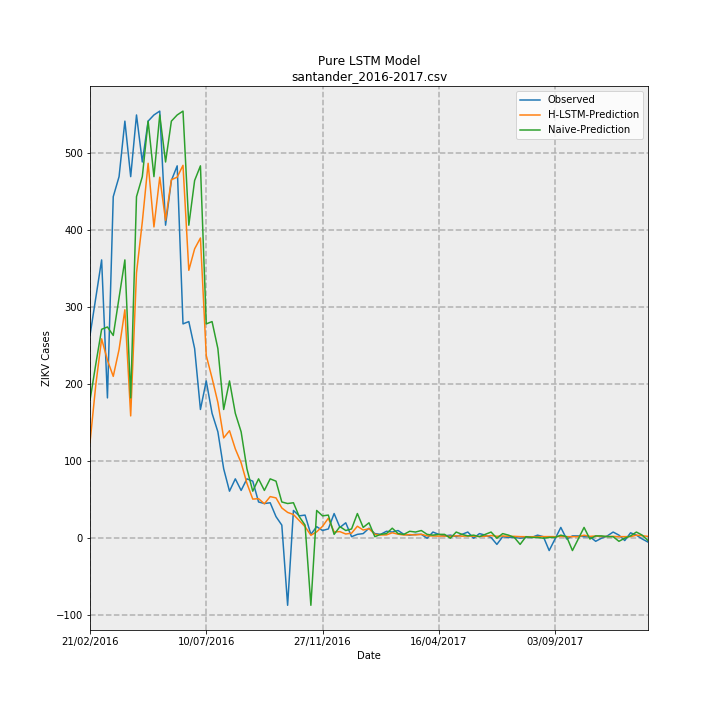 Pure LSTM Model
santander_2016-2017.csv
Observed
H-LSTM-Prediction
Naive-Prediction
ZIKV Cases
500
400
300
200
100
0
−100
21/02/2016
10/07/2016
27/11/2016
16/04/2017
03/09/2017
Date